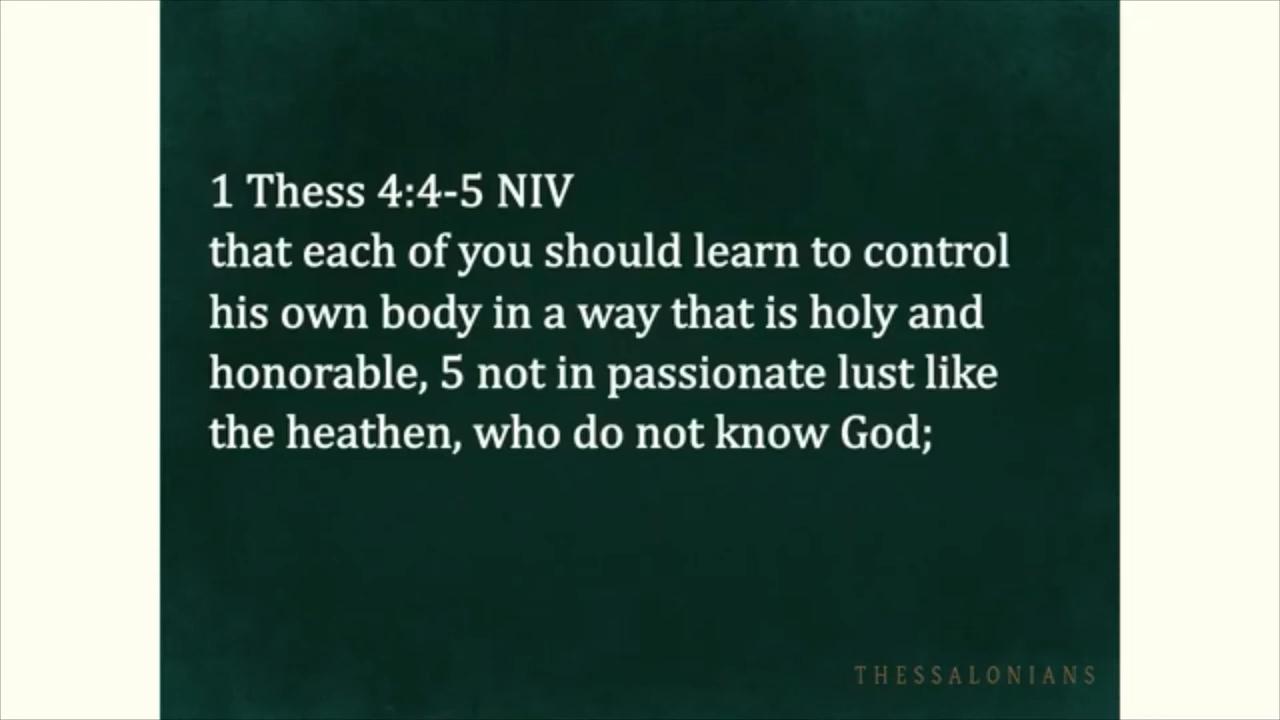 1 Thess 4:4-5 NIV
that each of you should learn to control
his own body in a way that is holy and
honorable, 5 not in passionate lust like
the heathen, who do not know God;
THESSALONIANS